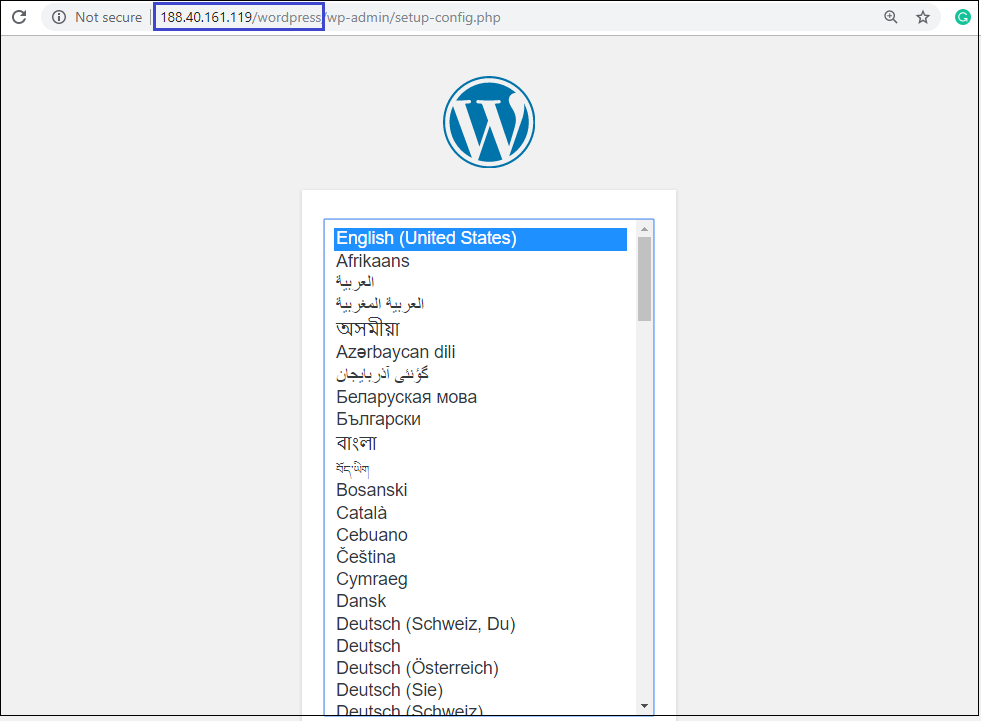 Not secure | 188.40.161.119/wordpress/wp-admin/setup-config.php
English (United States)
Afrikaans
العربية
العربية المغربية
অসমীয়া
Azərbaycan dili
گؤنئی آذربایجان
Беларуская мова
Български
বাংলা
བོད་ཡིག
Bosanski
Català
Cebuano
Čeština
Cymraeg
Dansk
Deutsch (Schweiz, Du)
Deutsch
Deutsch (Österreich)
Deutsch (Sie)
Deutsch (Schweiz)